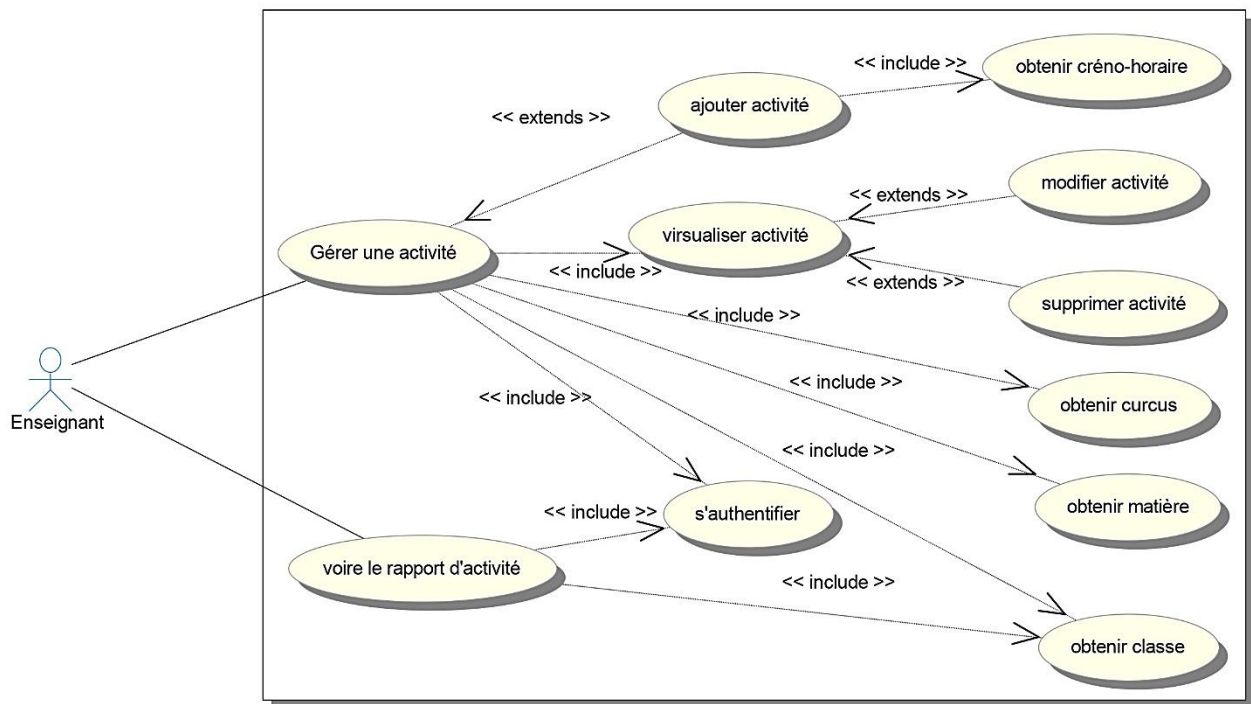 << include >>
obtenir créno-horaire
ajouter activité
<< extends >>
modifier activité
<< extends >>
virsualiser activité
Gérer une activité
<< include >>
<< extends >>
supprimer activité
<< include >>
<< include >>
obtenir curcus
<< include >>
Enseignant
<< include >>
obtenir matière
<< include >>
s'authentifier
voire le rapport d'activité
<< include >>
obtenir classe